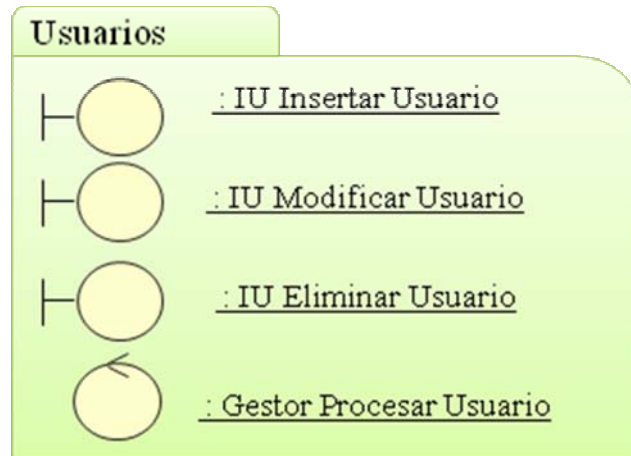 Usuarios
: IU Insertar Usuario
: IU Modificar Usuario
: IU Eliminar Usuario
: Gestor Procesar Usuario